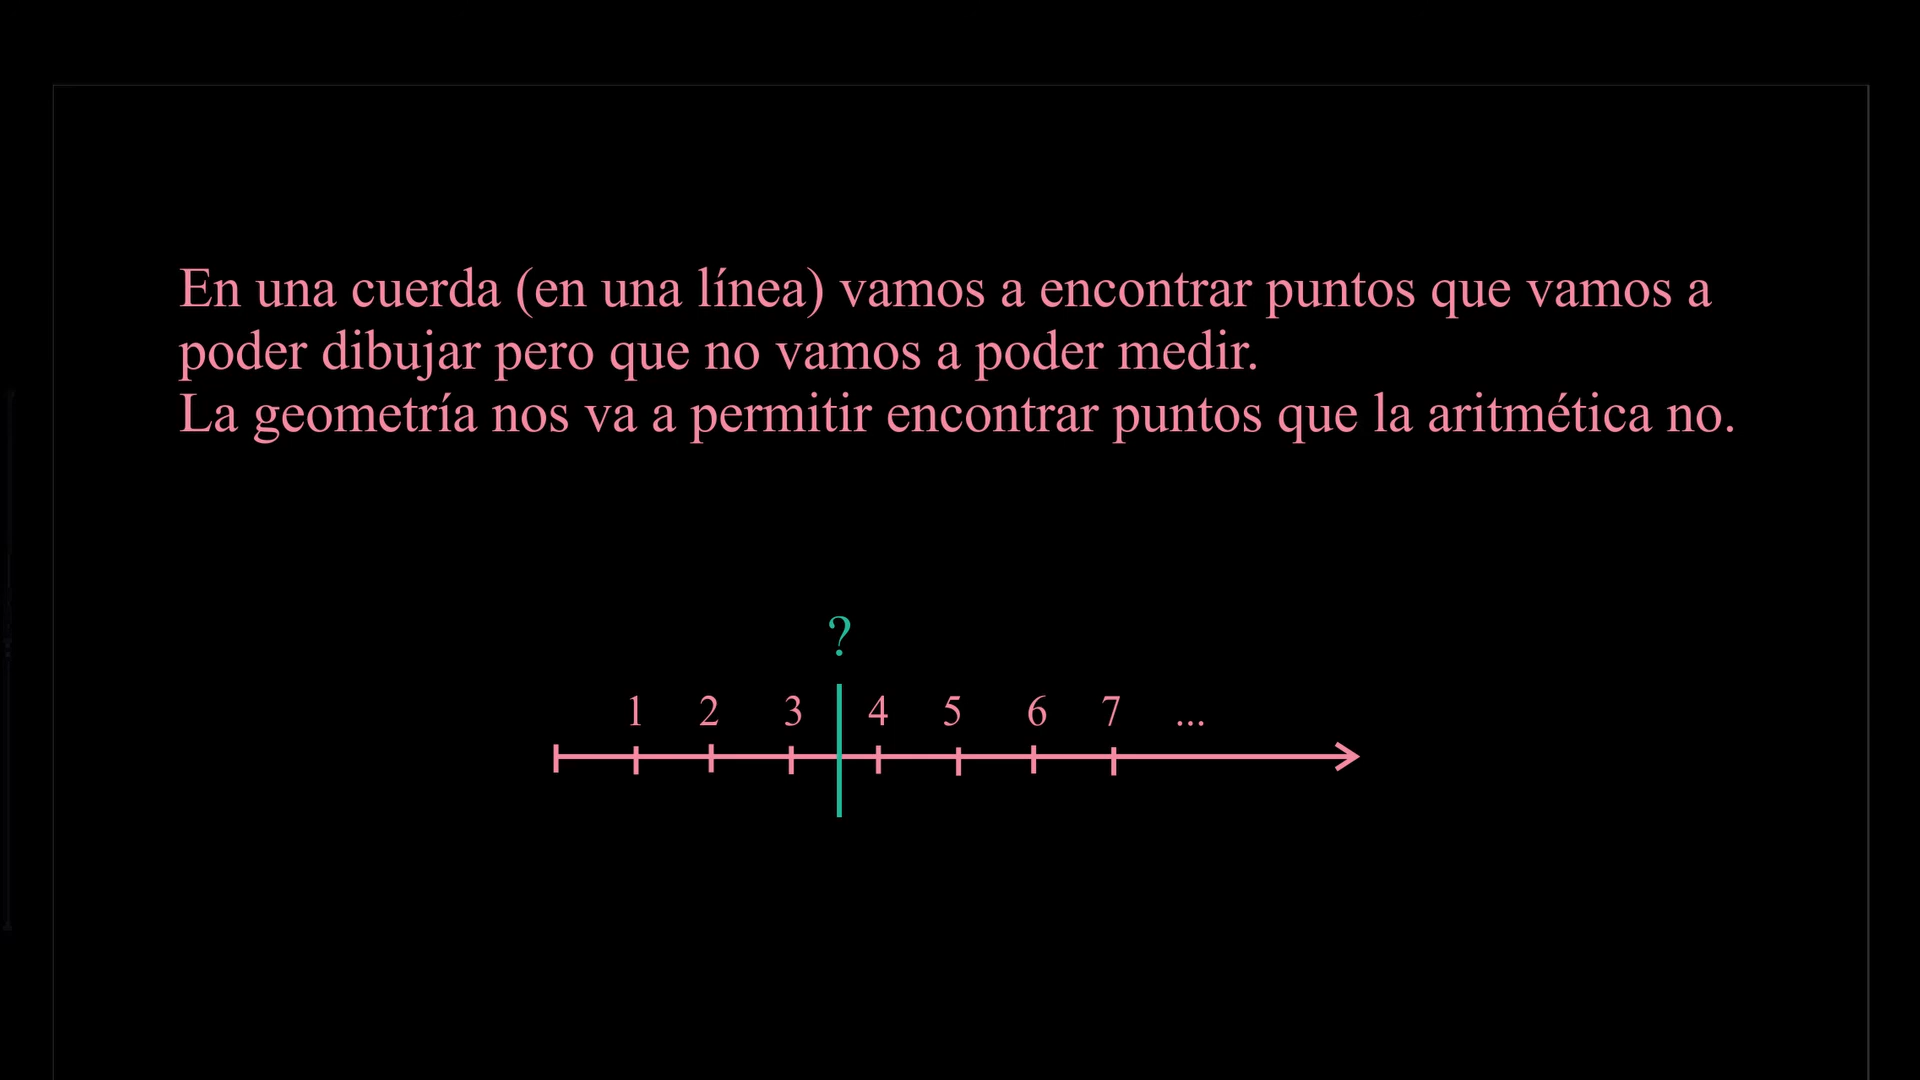 En una cuerda (en una línea) vamos a encontrar puntos que vamos a
poder dibujar pero que no vamos a poder medir.
La geometría nos va a permitir encontrar puntos que la aritmética no.
?
1 2 3 4 5 6 7 ...